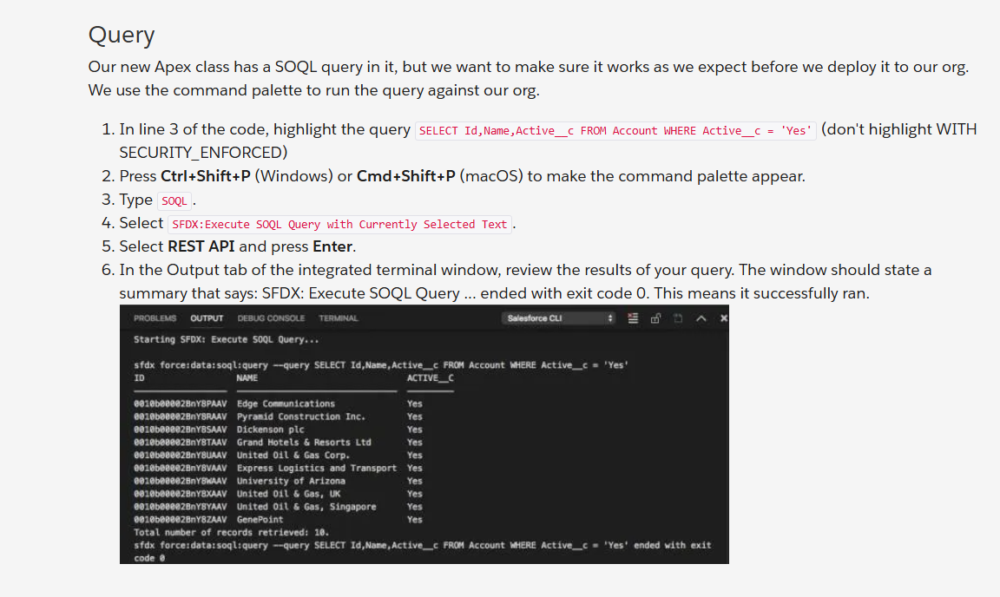 Query
Our new Apex class has a SOQL query in it, but we want to make sure it works as we expect before we deploy it to our org.
We use the command palette to run the query against our org.
1. In line 3 of the code, highlight the query SELECT Id,Name,Active__c FROM Account WHERE Active__c = 'Yes' (don't highlight WITH
SECURITY_ENFORCED)
2. Press Ctrl+Shift+P (Windows) or Cmd+Shift+P (macOS) to make the command palette appear.
3. Type SOQL.
4. Select SFDX:Execute SOQL Query with Currently Selected Text.
5. Select REST API and press Enter.
6. In the Output tab of the integrated terminal window, review the results of your query. The window should state a
summary that says: SFDX: Execute SOQL Query ... ended with exit code 0. This means it successfully ran.
PROBLEMS OUTPUT DEBUG CONSOLE TERMINAL Salesforce CLI
Starting SFDX: Execute SOQL Query...
sfdx force:data:soql:query --query SELECT Id,Name,Active__c FROM Account WHERE Active__c = 'Yes'
ID NAME ACTIVE__C
0010b00002BnY8PAAV Edge Communications Yes
0010b00002BnY8RAAV Pyramid Construction Inc. Yes
0010b00002BnY8SAAV Dickenson plc Yes
0010b00002BnY8TAAV Grand Hotels & Resorts Ltd Yes
0010b00002BnY8UAAV United Oil & Gas Corp. Yes
0010b00002BnY8VAAV Express Logistics and Transport Yes
0010b00002BnY8WAAV University of Arizona Yes
0010b00002BnY8XAAV United Oil & Gas, UK Yes
0010b00002BnY8YAAV United Oil & Gas, Singapore Yes
0010b00002BnY8ZAAV GenePoint Yes
Total number of records retrieved: 10.
sfdx force:data:soql:query --query SELECT Id,Name,Active__c FROM Account WHERE Active__c = 'Yes' ended with exit
code 0